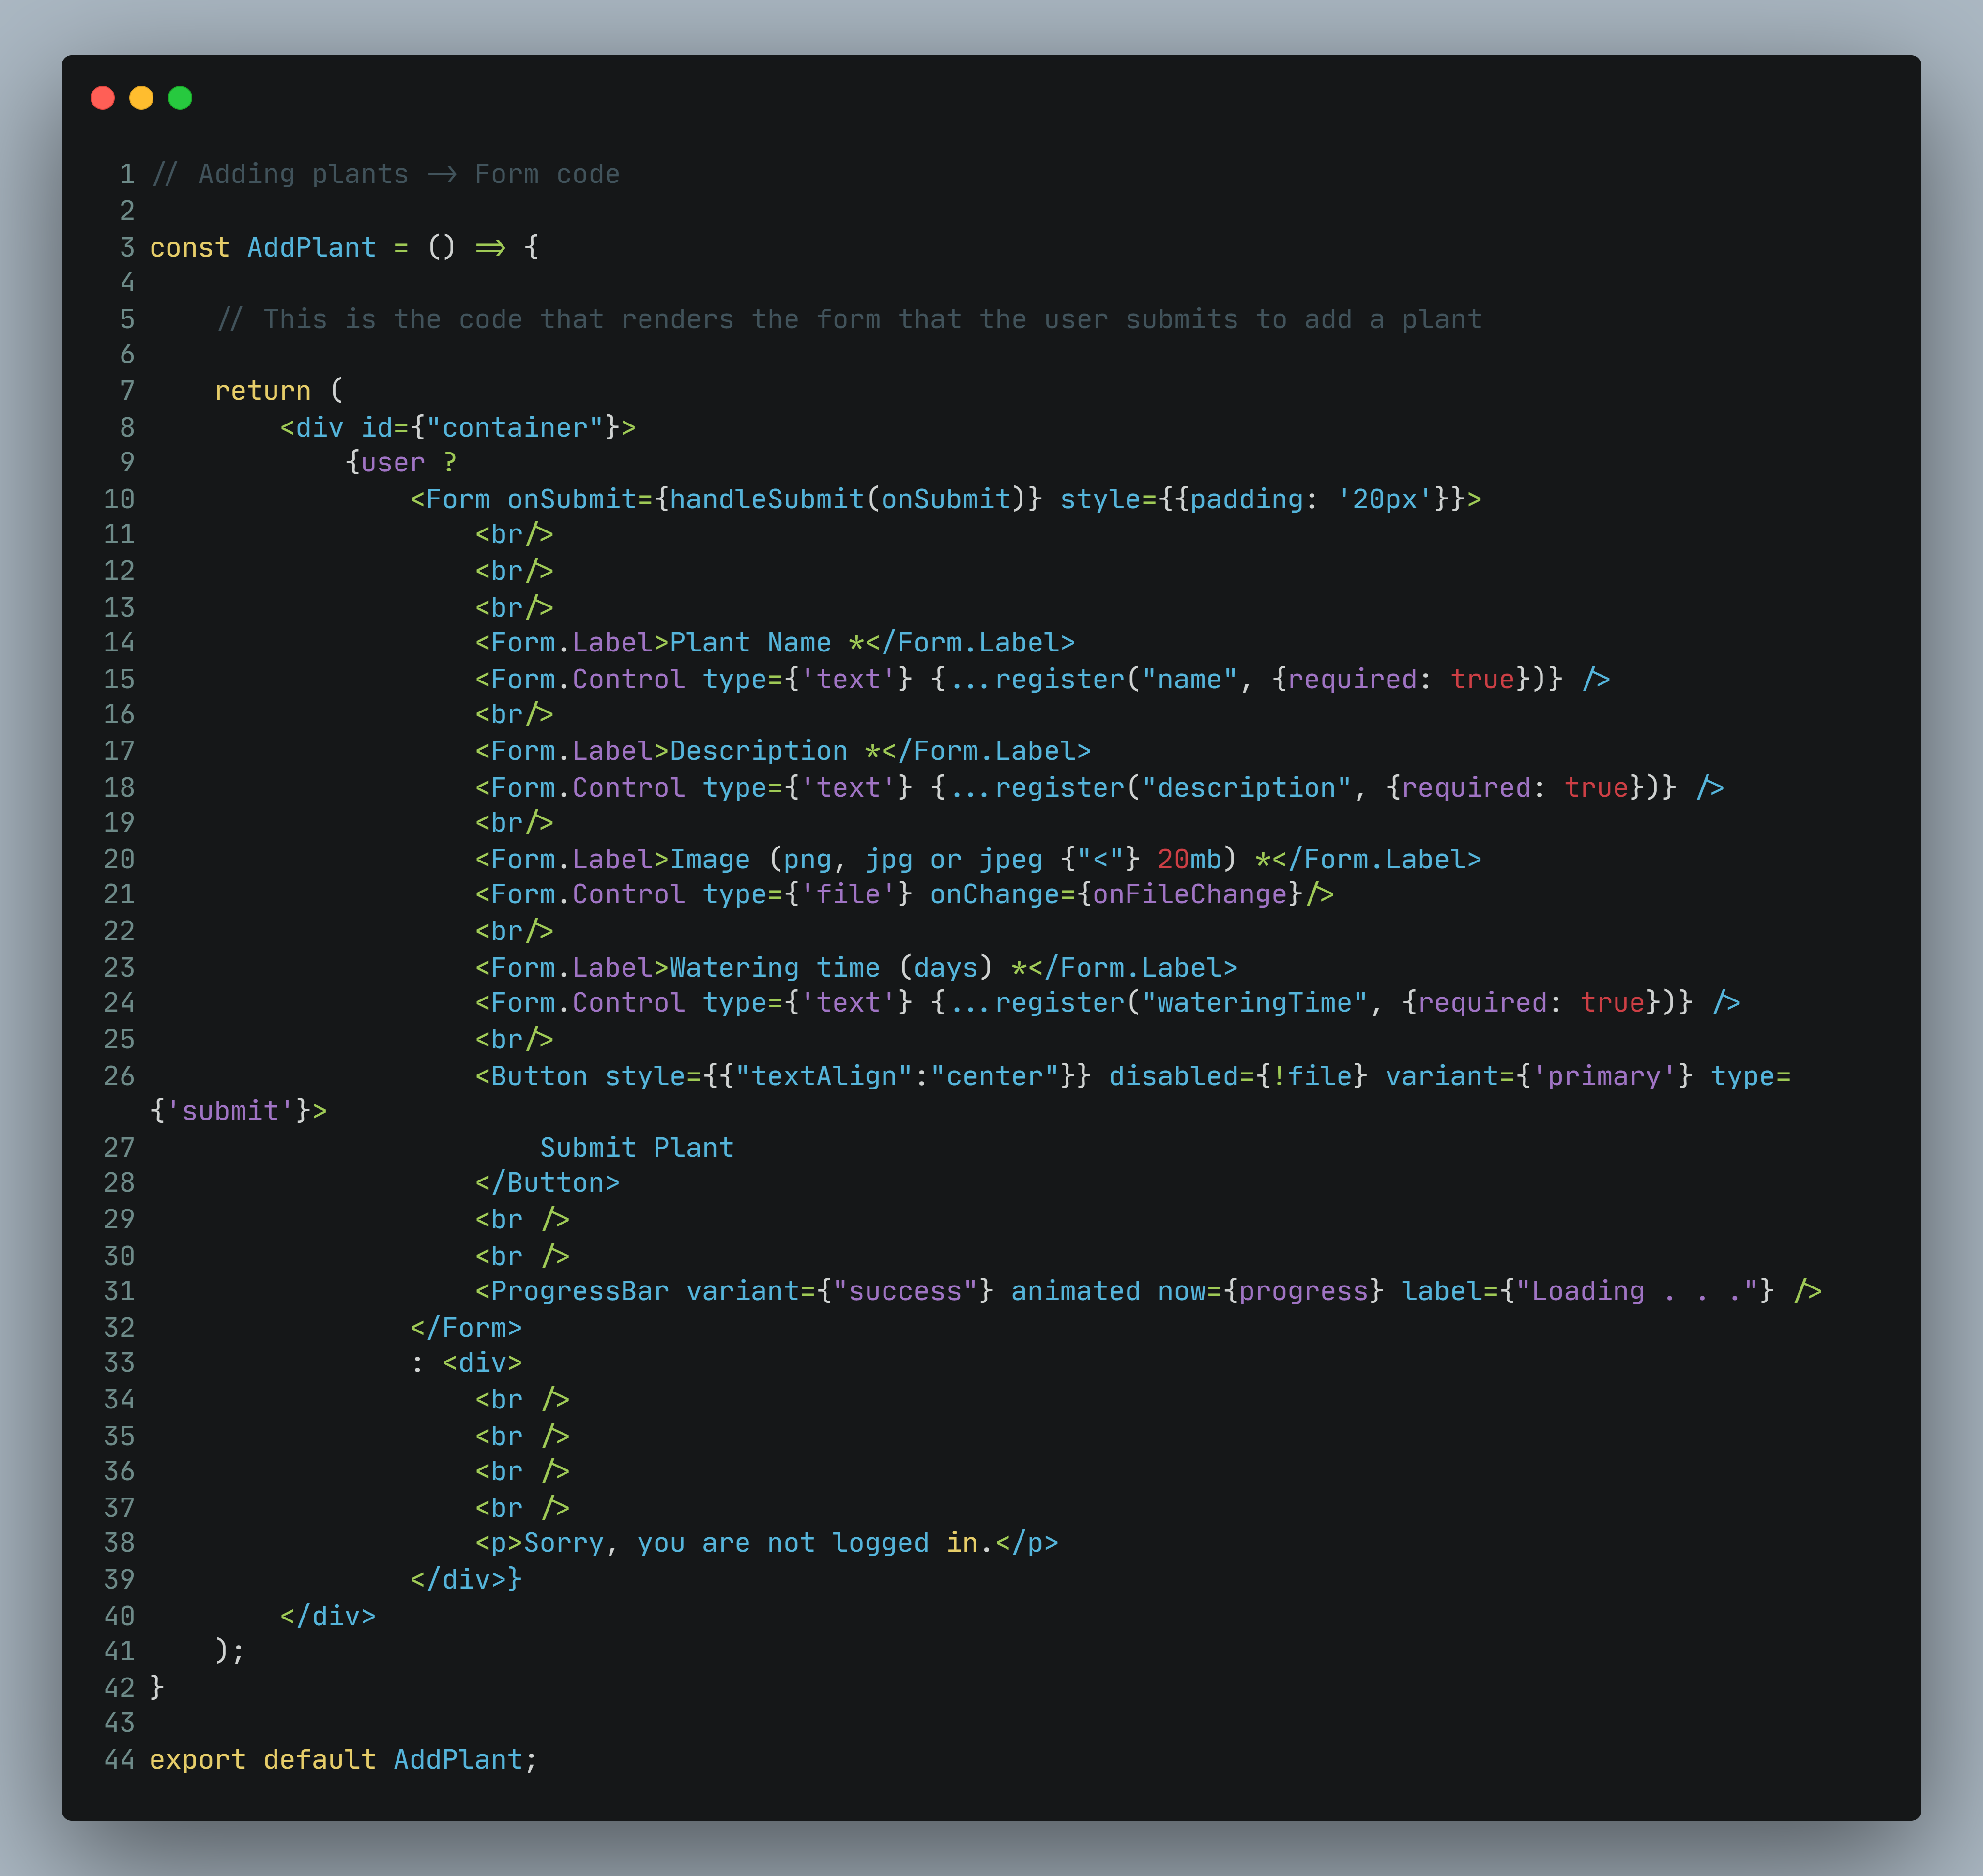 1 // Adding plants -> Form code
2
3 const AddPlant = () => {
4
5     // This is the code that renders the form that the user submits to add a plant
6
7     return (
8         <div id={"container"}>
9             {user ?
10                 <Form onSubmit={handleSubmit(onSubmit)} style={{padding: '20px'}}>
11                     <br/>
12                     <br/>
13                     <br/>
14                     <Form.Label>Plant Name *</Form.Label>
15                     <Form.Control type={'text'} {...register("name", {required: true})} />
16                     <br/>
17                     <Form.Label>Description *</Form.Label>
18                     <Form.Control type={'text'} {...register("description", {required: true})} />
19                     <br/>
20                     <Form.Label>Image (png, jpg or jpeg {"<"} 20mb) *</Form.Label>
21                     <Form.Control type={'file'} onChange={onFileChange}/>
22                     <br/>
23                     <Form.Label>Watering time (days) *</Form.Label>
24                     <Form.Control type={'text'} {...register("wateringTime", {required: true})} />
25                     <br/>
26                     <Button style={{"textAlign":"center"}} disabled={!file} variant={'primary'} type=
{'submit'}>
27                         Submit Plant
28                     </Button>
29                     <br />
30                     <br />
31                     <ProgressBar variant={"success"} animated now={progress} label={"Loading . . ."} />
32                 </Form>
33                 : <div>
34                     <br />
35                     <br />
36                     <br />
37                     <br />
38                     <p>Sorry, you are not logged in.</p>
39                 </div>}
40         </div>
41     );
42 }
43
44 export default AddPlant;